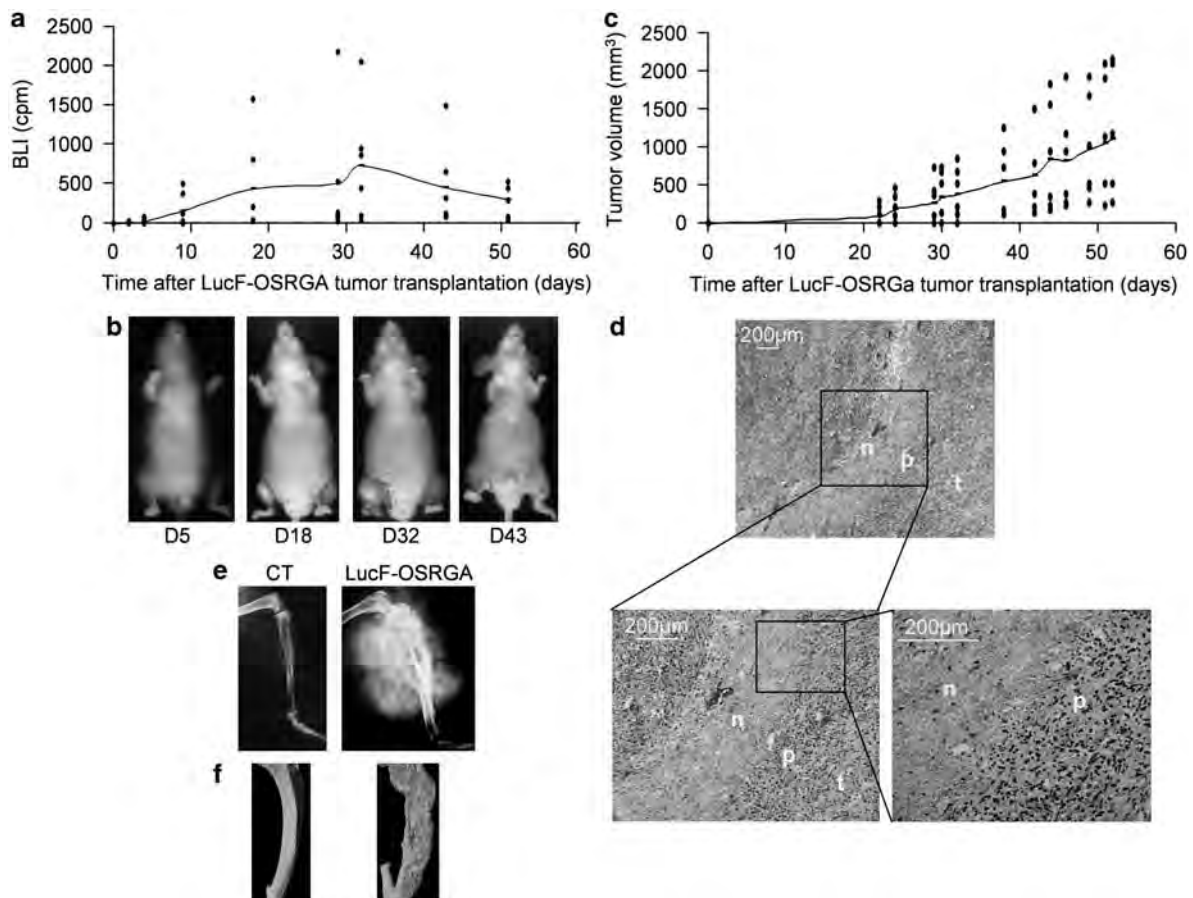 a
2500
2000
1500
1000
500
0
BLI (cpm)
0 10 20 30 40 50 60
Time after LucF-OSRGA tumor transplantation (days)
c
2500
2000
1500
1000
500
0
Tumor volume (mm³)
0 10 20 30 40 50 60
Time after LucF-OSRGa tumor transplantation (days)
b
D5 D18 D32 D43
d
200µm
n
p
t
200µm
n
p
t
200µm
n
p
e
CT LucF-OSRGA
f